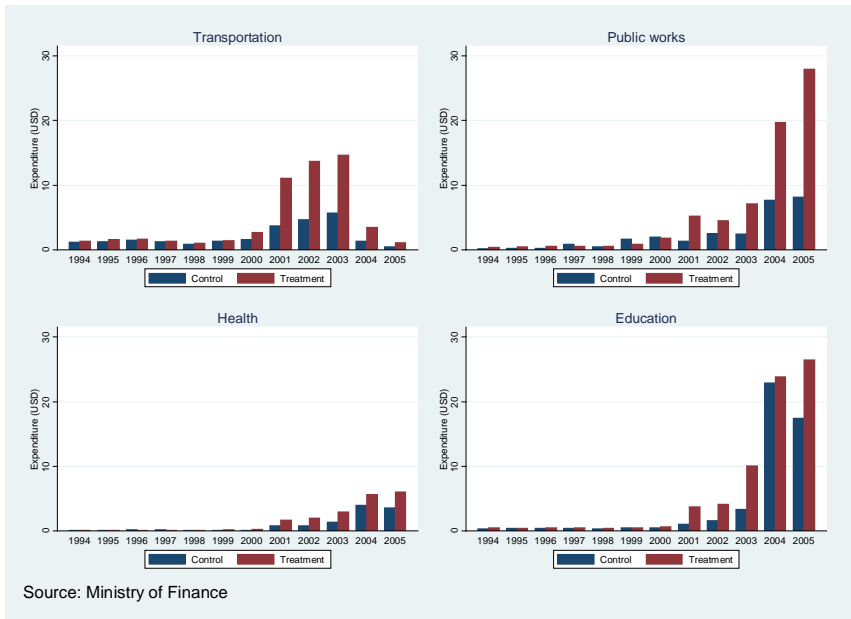 Transportation
Expenditure (USD)
30
20
10
0
1994 1995 1996 1997 1998 1999 2000 2001 2002 2003 2004 2005
Control Treatment
Public works
Expenditure (USD)
30
20
10
0
1994 1995 1996 1997 1998 1999 2000 2001 2002 2003 2004 2005
Control Treatment
Health
Expenditure (USD)
30
20
10
0
1994 1995 1996 1997 1998 1999 2000 2001 2002 2003 2004 2005
Control Treatment
Education
Expenditure (USD)
30
20
10
0
1994 1995 1996 1997 1998 1999 2000 2001 2002 2003 2004 2005
Control Treatment
Source: Ministry of Finance